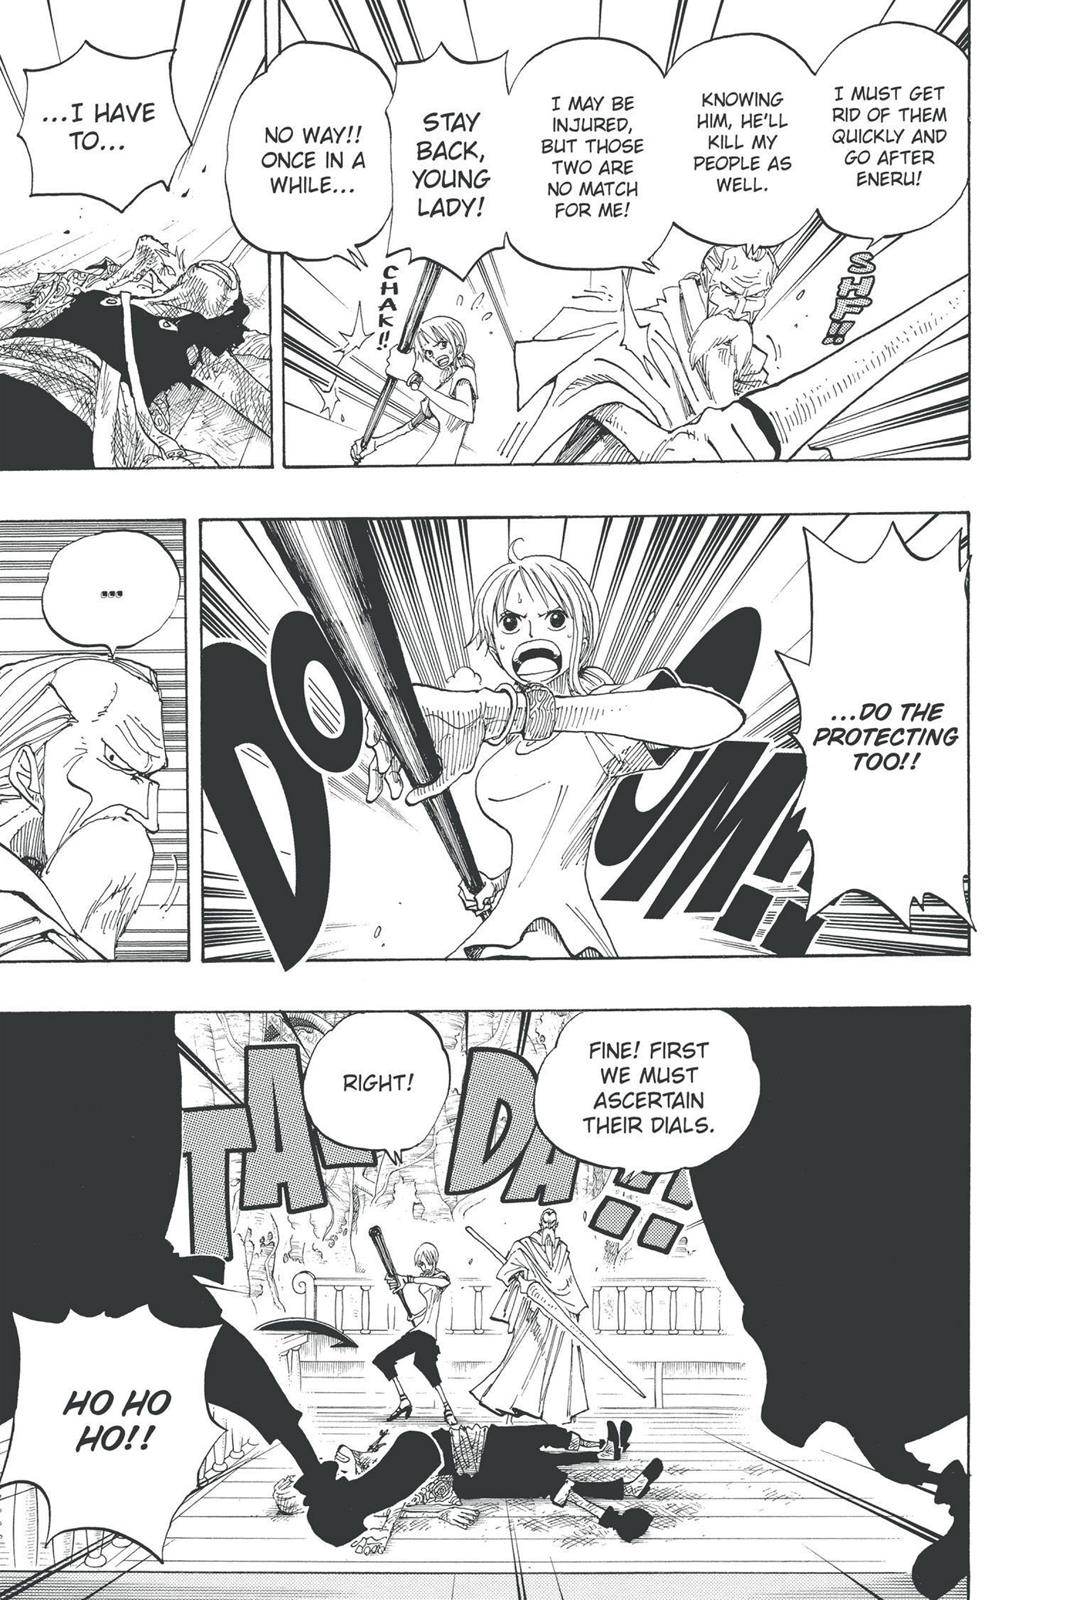 I MUST GET
RID OF THEM
QUICKLY AND
GO AFTER
ENERU!
KNOWING
HIM, HE'LL
KILL MY
PEOPLE AS
WELL.
I MAY BE
INJURED,
BUT THOSE
TWO ARE
NO MATCH
FOR ME!
SHF!!
STAY
BACK,
YOUNG
LADY!
CHAK!!
NO WAY!!
ONCE IN A
WHILE...
...I HAVE
TO...
...DO THE
PROTECTING
TOO!!
DOOM!!
...
FINE! FIRST
WE MUST
ASCERTAIN
THEIR DIALS.
RIGHT!
TA-DA!!
HO HO
HO!!